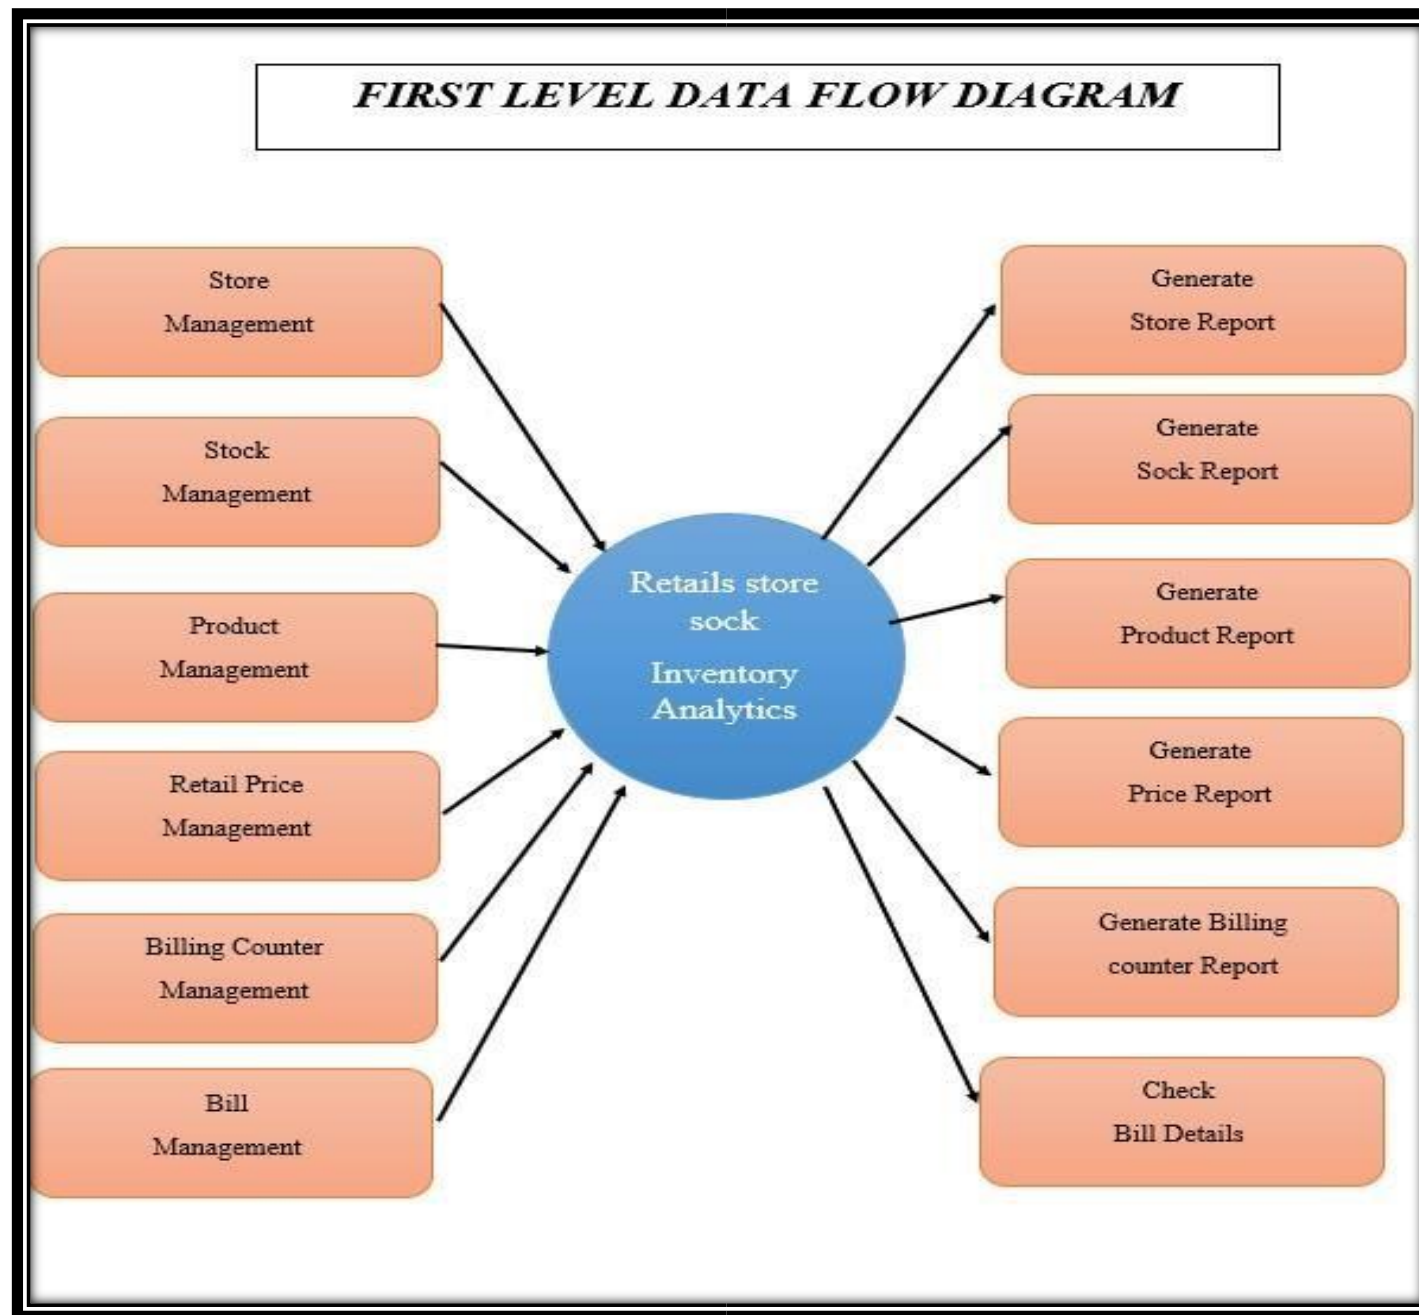 FIRST LEVEL DATA FLOW DIAGRAM
Store
Management
Stock
Management
Product
Management
Retail Price
Management
Billing Counter
Management
Bill
Management
Retails store
sock
Inventory
Analytics
Generate
Store Report
Generate
Sock Report
Generate
Product Report
Generate
Price Report
Generate Billing
counter Report
Check
Bill Details